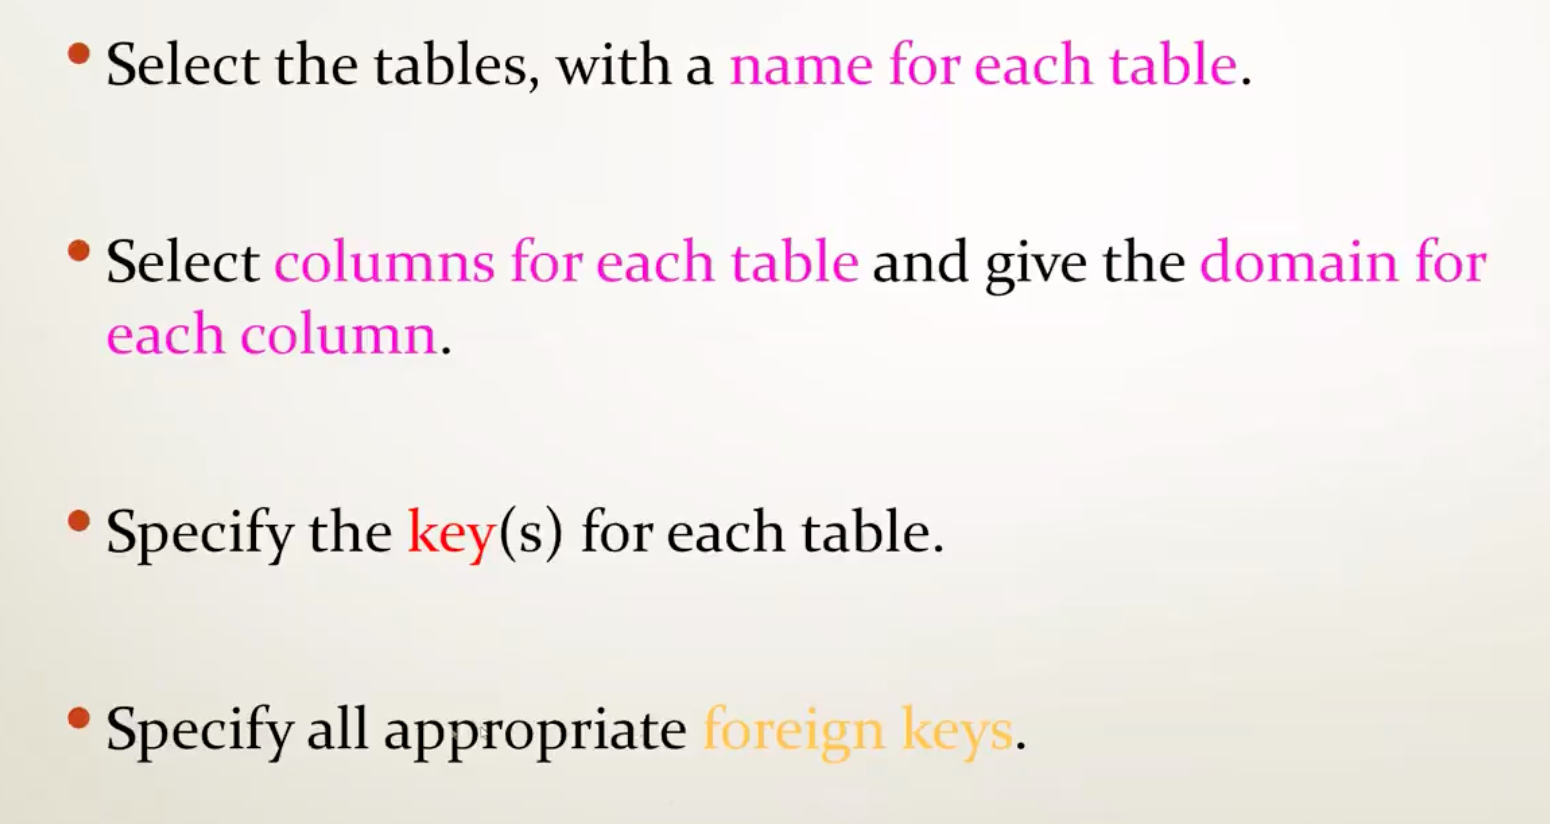 • Select the tables, with a name for each table.
• Select columns for each table and give the domain for
each column.
• Specify the key(s) for each table.
• Specify all appropriate foreign keys.